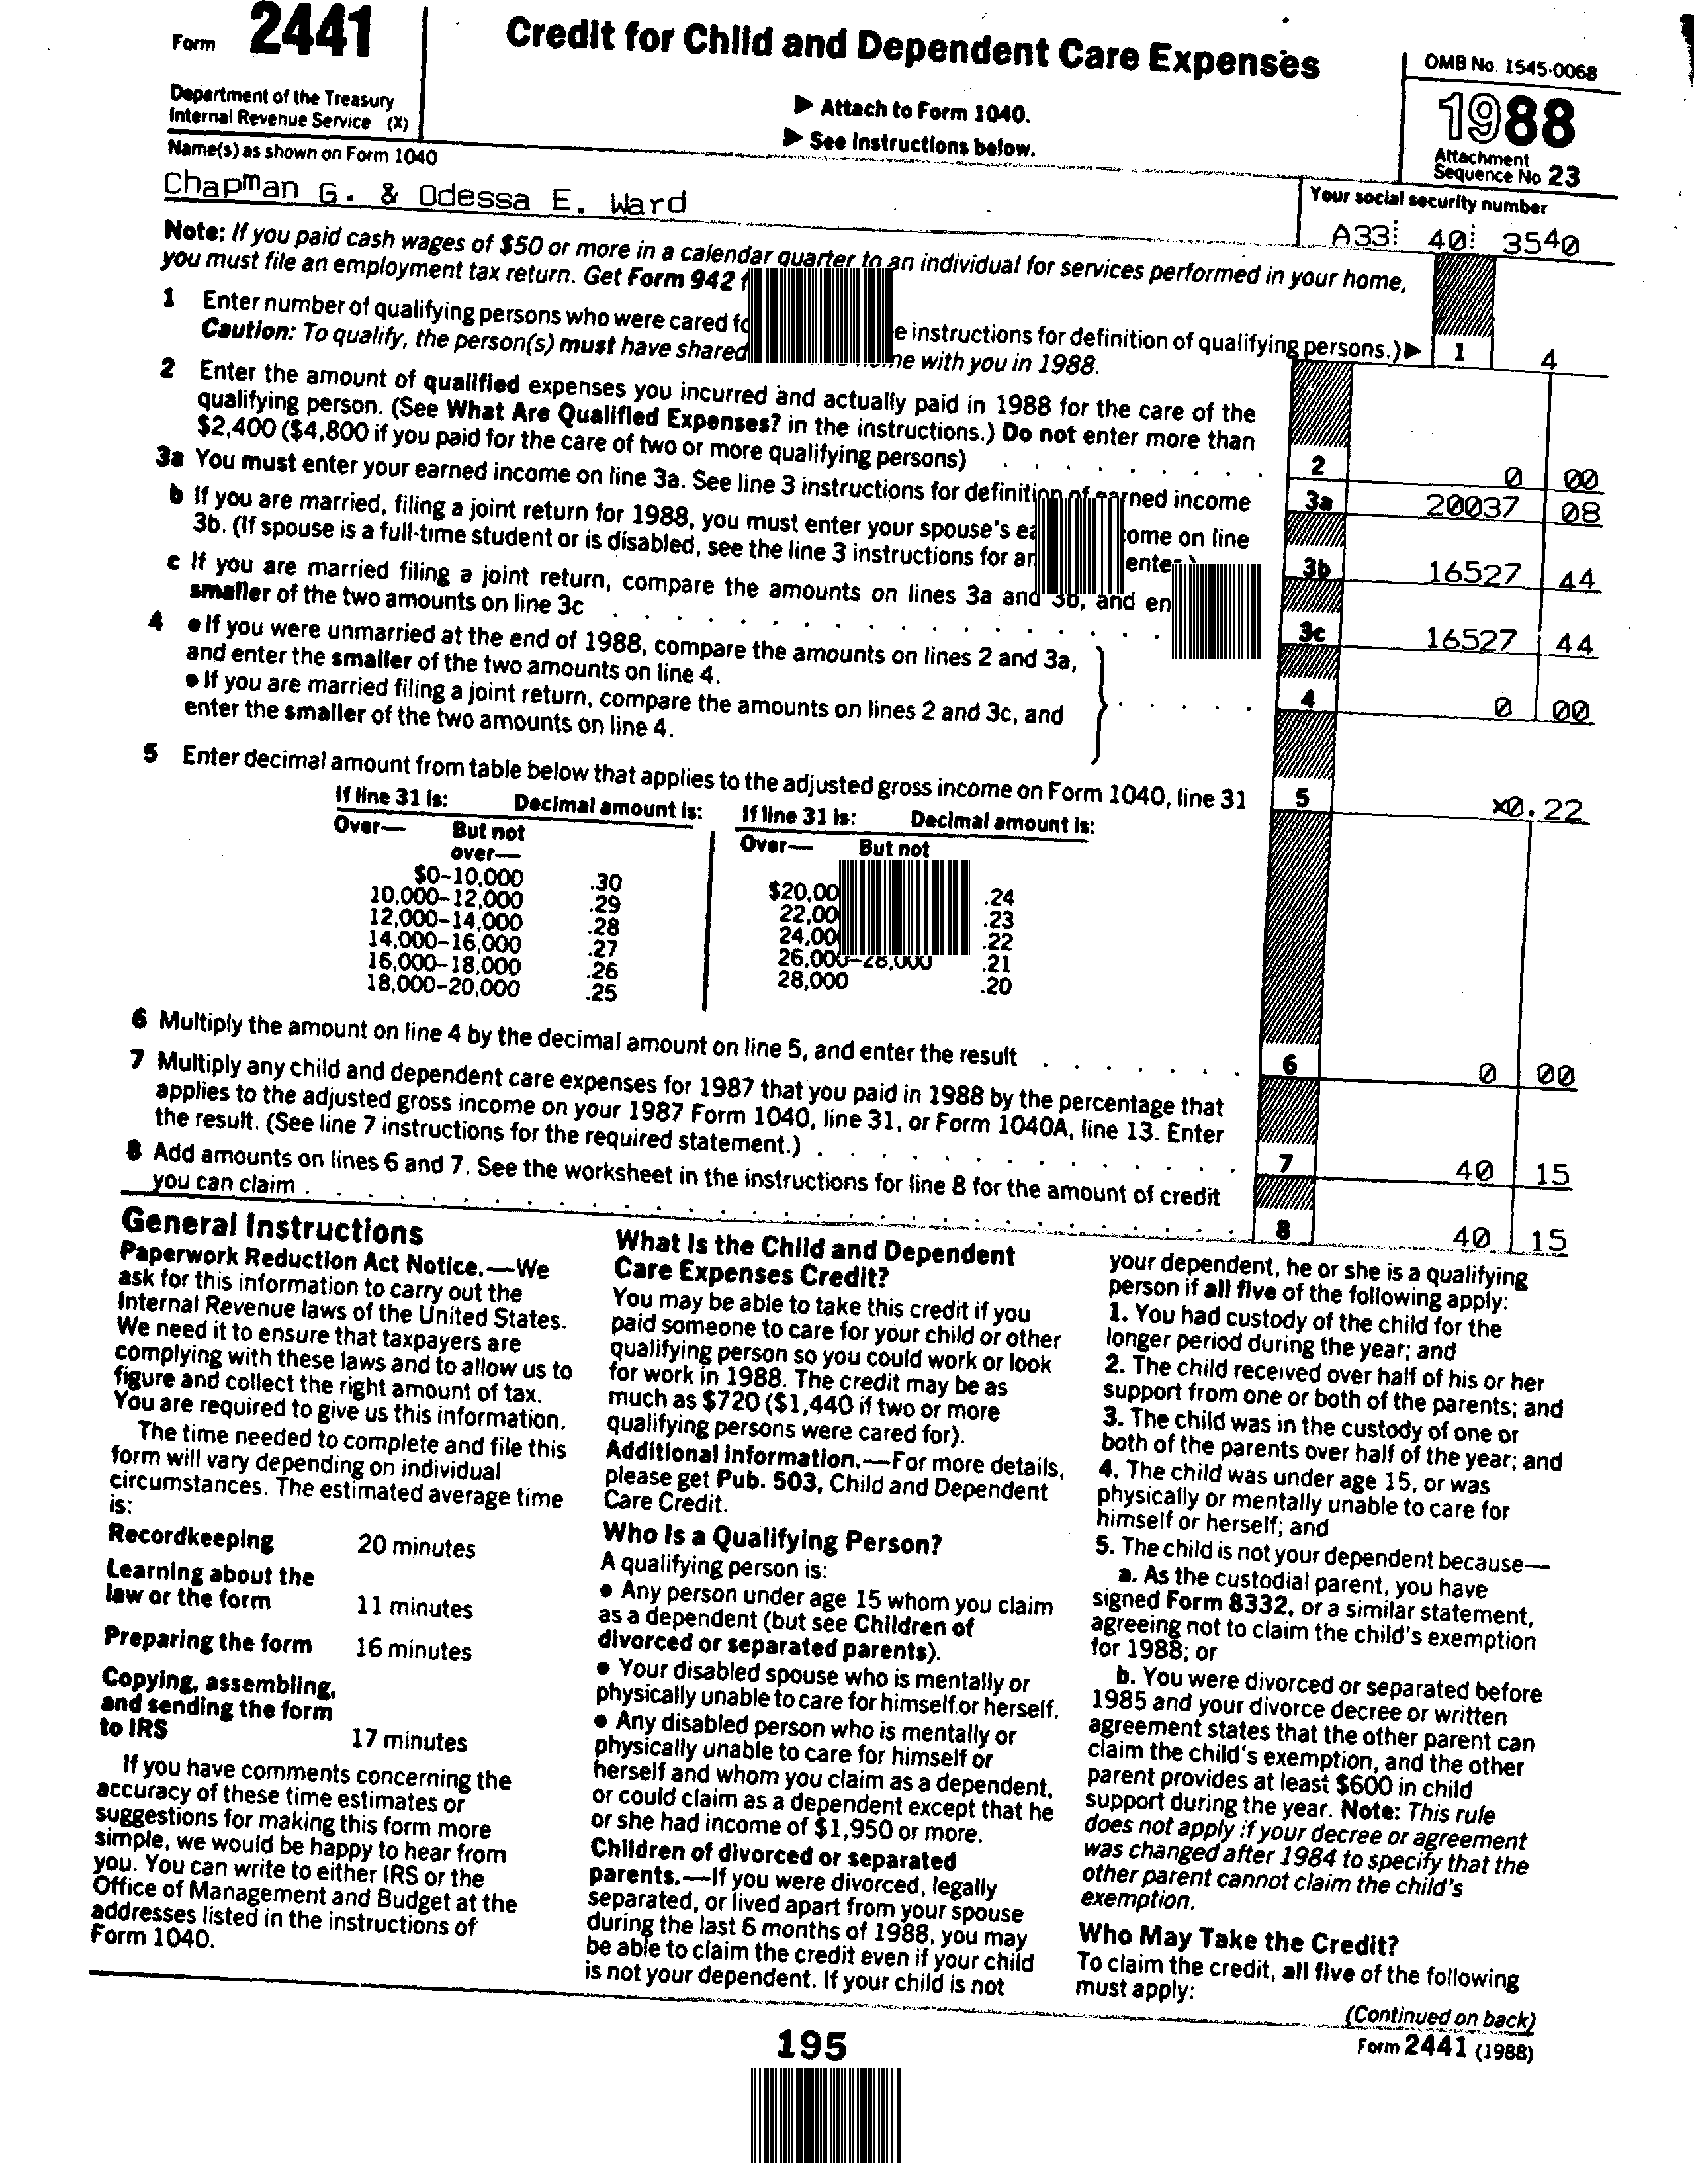 Form 2441
Credit for Child and Dependent Care Expenses
OMB No. 1545-0068
1988
Department of the Treasury
Internal Revenue Service (X)
▶ Attach to Form 1040.
▶ See Instructions below.
Attachment
Sequence No 23
Name(s) as shown on Form 1040
Your social security number
Chapman G. & Odessa E. Ward
A33 40 3540
Note: If you paid cash wages of $50 or more in a calendar quarter to an individual for services performed in your home,
you must file an employment tax return. Get Form 942
1 Enter number of qualifying persons who were cared instructions for definition of qualifying persons.) ▶ 1 4
Caution: To qualify, the person(s) must have shared with you in 1988.
2 Enter the amount of qualified expenses you incurred and actually paid in 1988 for the care of the
qualifying person. (See What Are Qualified Expenses? in the instructions.) Do not enter more than
$2,400 ($4,800 if you paid for the care of two or more qualifying persons) . . . . . . . . 2 0 00
3a You must enter your earned income on line 3a. See line 3 instructions for definition of earned income 3a 20037 08
b If you are married, filing a joint return for 1988, you must enter your spouse's on line
3b. (If spouse is a full-time student or is disabled, see the line 3 instructions for 3b 16527 44
c If you are married filing a joint return, compare the amounts on lines 3a and 3b, and
smaller of the two amounts on line 3c . . . . . . . . . . . . . . . . . 3c 16527 44
4 ● If you were unmarried at the end of 1988, compare the amounts on lines 2 and 3a,
and enter the smaller of the two amounts on line 4.
● If you are married filing a joint return, compare the amounts on lines 2 and 3c, and
enter the smaller of the two amounts on line 4. . . . . . 4 0 00
5 Enter decimal amount from table below that applies to the adjusted gross income on Form 1040, line 31 5 x0.22
If line 31 is: Decimal amount is: If line 31 is: Decimal amount is:
Over— But not over— Over— But not
$0–10,000 .30 .24
10,000–12,000 .29 .23
12,000–14,000 .28 .22
14,000–16,000 .27 26,000–28,000 .21
16,000–18,000 .26 28,000 .20
18,000–20,000 .25
6 Multiply the amount on line 4 by the decimal amount on line 5, and enter the result . . . . . . . 6 0 00
7 Multiply any child and dependent care expenses for 1987 that you paid in 1988 by the percentage that
applies to the adjusted gross income on your 1987 Form 1040, line 31, or Form 1040A, line 13. Enter
the result. (See line 7 instructions for the required statement.) . . . . . . . . . . . . . 7 40 15
8 Add amounts on lines 6 and 7. See the worksheet in the instructions for line 8 for the amount of credit
you can claim . . . . . . . . . . . . . . . . . . . . 8 40 15
General Instructions
Paperwork Reduction Act Notice.—We
ask for this information to carry out the
Internal Revenue laws of the United States.
We need it to ensure that taxpayers are
complying with these laws and to allow us to
figure and collect the right amount of tax.
You are required to give us this information.
The time needed to complete and file this
form will vary depending on individual
circumstances. The estimated average time
is:
Recordkeeping 20 minutes
Learning about the
law or the form 11 minutes
Preparing the form 16 minutes
Copying, assembling,
and sending the form
to IRS 17 minutes
If you have comments concerning the
accuracy of these time estimates or
suggestions for making this form more
simple, we would be happy to hear from
you. You can write to either IRS or the
Office of Management and Budget at the
addresses listed in the instructions of
Form 1040.
What Is the Child and Dependent
Care Expenses Credit?
You may be able to take this credit if you
paid someone to care for your child or other
qualifying person so you could work or look
for work in 1988. The credit may be as
much as $720 ($1,440 if two or more
qualifying persons were cared for).
Additional Information.—For more details,
please get Pub. 503, Child and Dependent
Care Credit.
Who Is a Qualifying Person?
A qualifying person is:
● Any person under age 15 whom you claim
as a dependent (but see Children of
divorced or separated parents).
● Your disabled spouse who is mentally or
physically unable to care for himself or herself.
● Any disabled person who is mentally or
physically unable to care for himself or
herself and whom you claim as a dependent,
or could claim as a dependent except that he
or she had income of $1,950 or more.
Children of divorced or separated
parents.—If you were divorced, legally
separated, or lived apart from your spouse
during the last 6 months of 1988, you may
be able to claim the credit even if your child
is not your dependent. If your child is not
your dependent, he or she is a qualifying
person if all five of the following apply:
1. You had custody of the child for the
longer period during the year; and
2. The child received over half of his or her
support from one or both of the parents; and
3. The child was in the custody of one or
both of the parents over half of the year; and
4. The child was under age 15, or was
physically or mentally unable to care for
himself or herself; and
5. The child is not your dependent because—
a. As the custodial parent, you have
signed Form 8332, or a similar statement,
agreeing not to claim the child's exemption
for 1988; or
b. You were divorced or separated before
1985 and your divorce decree or written
agreement states that the other parent can
claim the child's exemption, and the other
parent provides at least $600 in child
support during the year. Note: This rule
does not apply if your decree or agreement
was changed after 1984 to specify that the
other parent cannot claim the child's
exemption.
Who May Take the Credit?
To claim the credit, all five of the following
must apply:
(Continued on back)
Form 2441 (1988)
195